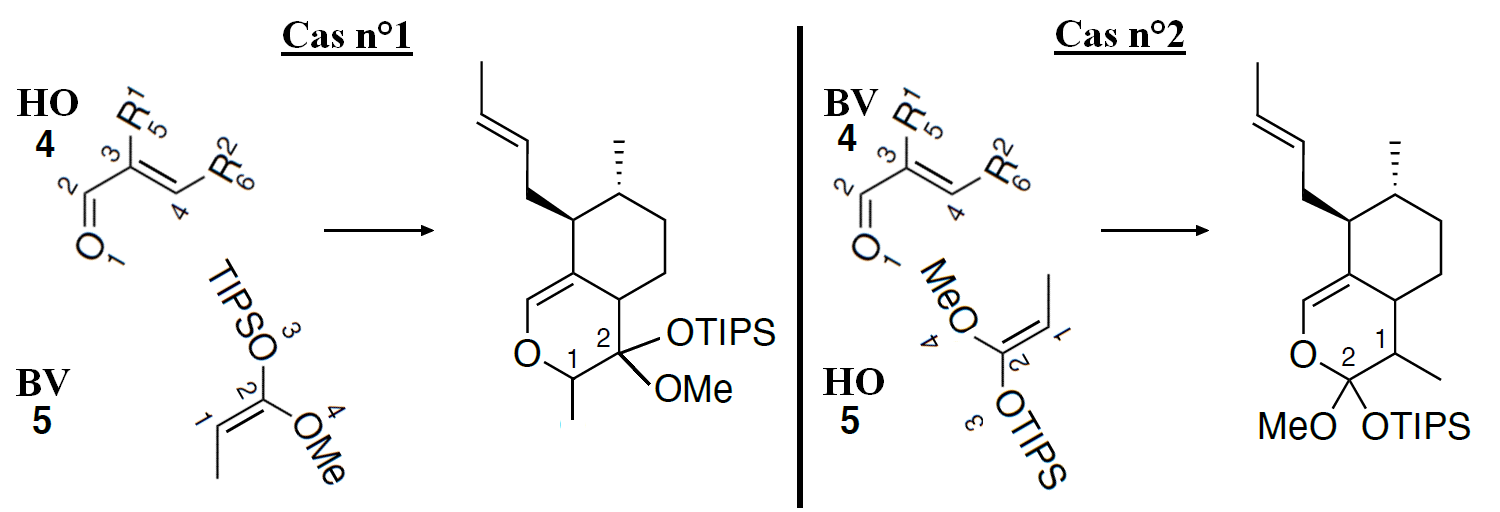 Cas n°1
HO
4
R1
5
3
R2
6
2
4
O
1
TIPSO
3
BV
5
2
1
4
OMe
2
OTIPS
O
1
OMe
Cas n°2
BV
4
R1
5
3
R2
6
2
4
O
1
MeO
4
1
2
HO
5
OTIPS
3
1
O
2
MeO
OTIPS